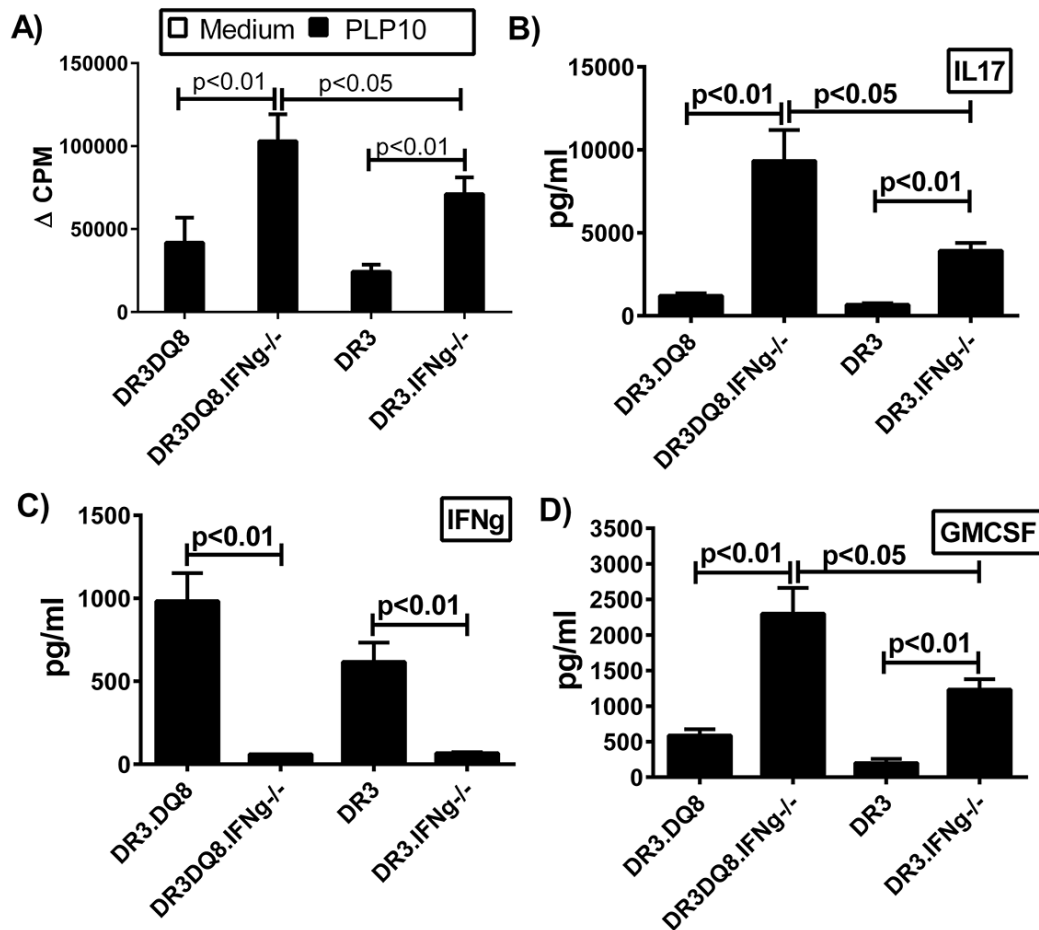 A)
Medium PLP10
150000
100000
50000
0
Δ CPM
p<0.01
p<0.05
p<0.01
DR3DQ8
DR3DQ8.IFNg-/-
DR3
DR3.IFNg-/-
B)
IL17
15000
10000
5000
0
pg/ml
p<0.01
p<0.05
p<0.01
DR3.DQ8
DR3DQ8.IFNg-/-
DR3
DR3.IFNg-/-
C)
IFNg
1500
1000
500
0
pg/ml
p<0.01
p<0.01
DR3.DQ8
DR3DQ8.IFNg-/-
DR3
DR3.IFNg-/-
D)
GMCSF
3500
3000
2500
2000
1500
1000
500
0
pg/ml
p<0.01
p<0.05
p<0.01
DR3.DQ8
DR3DQ8.IFNg-/-
DR3
DR3.IFNg-/-